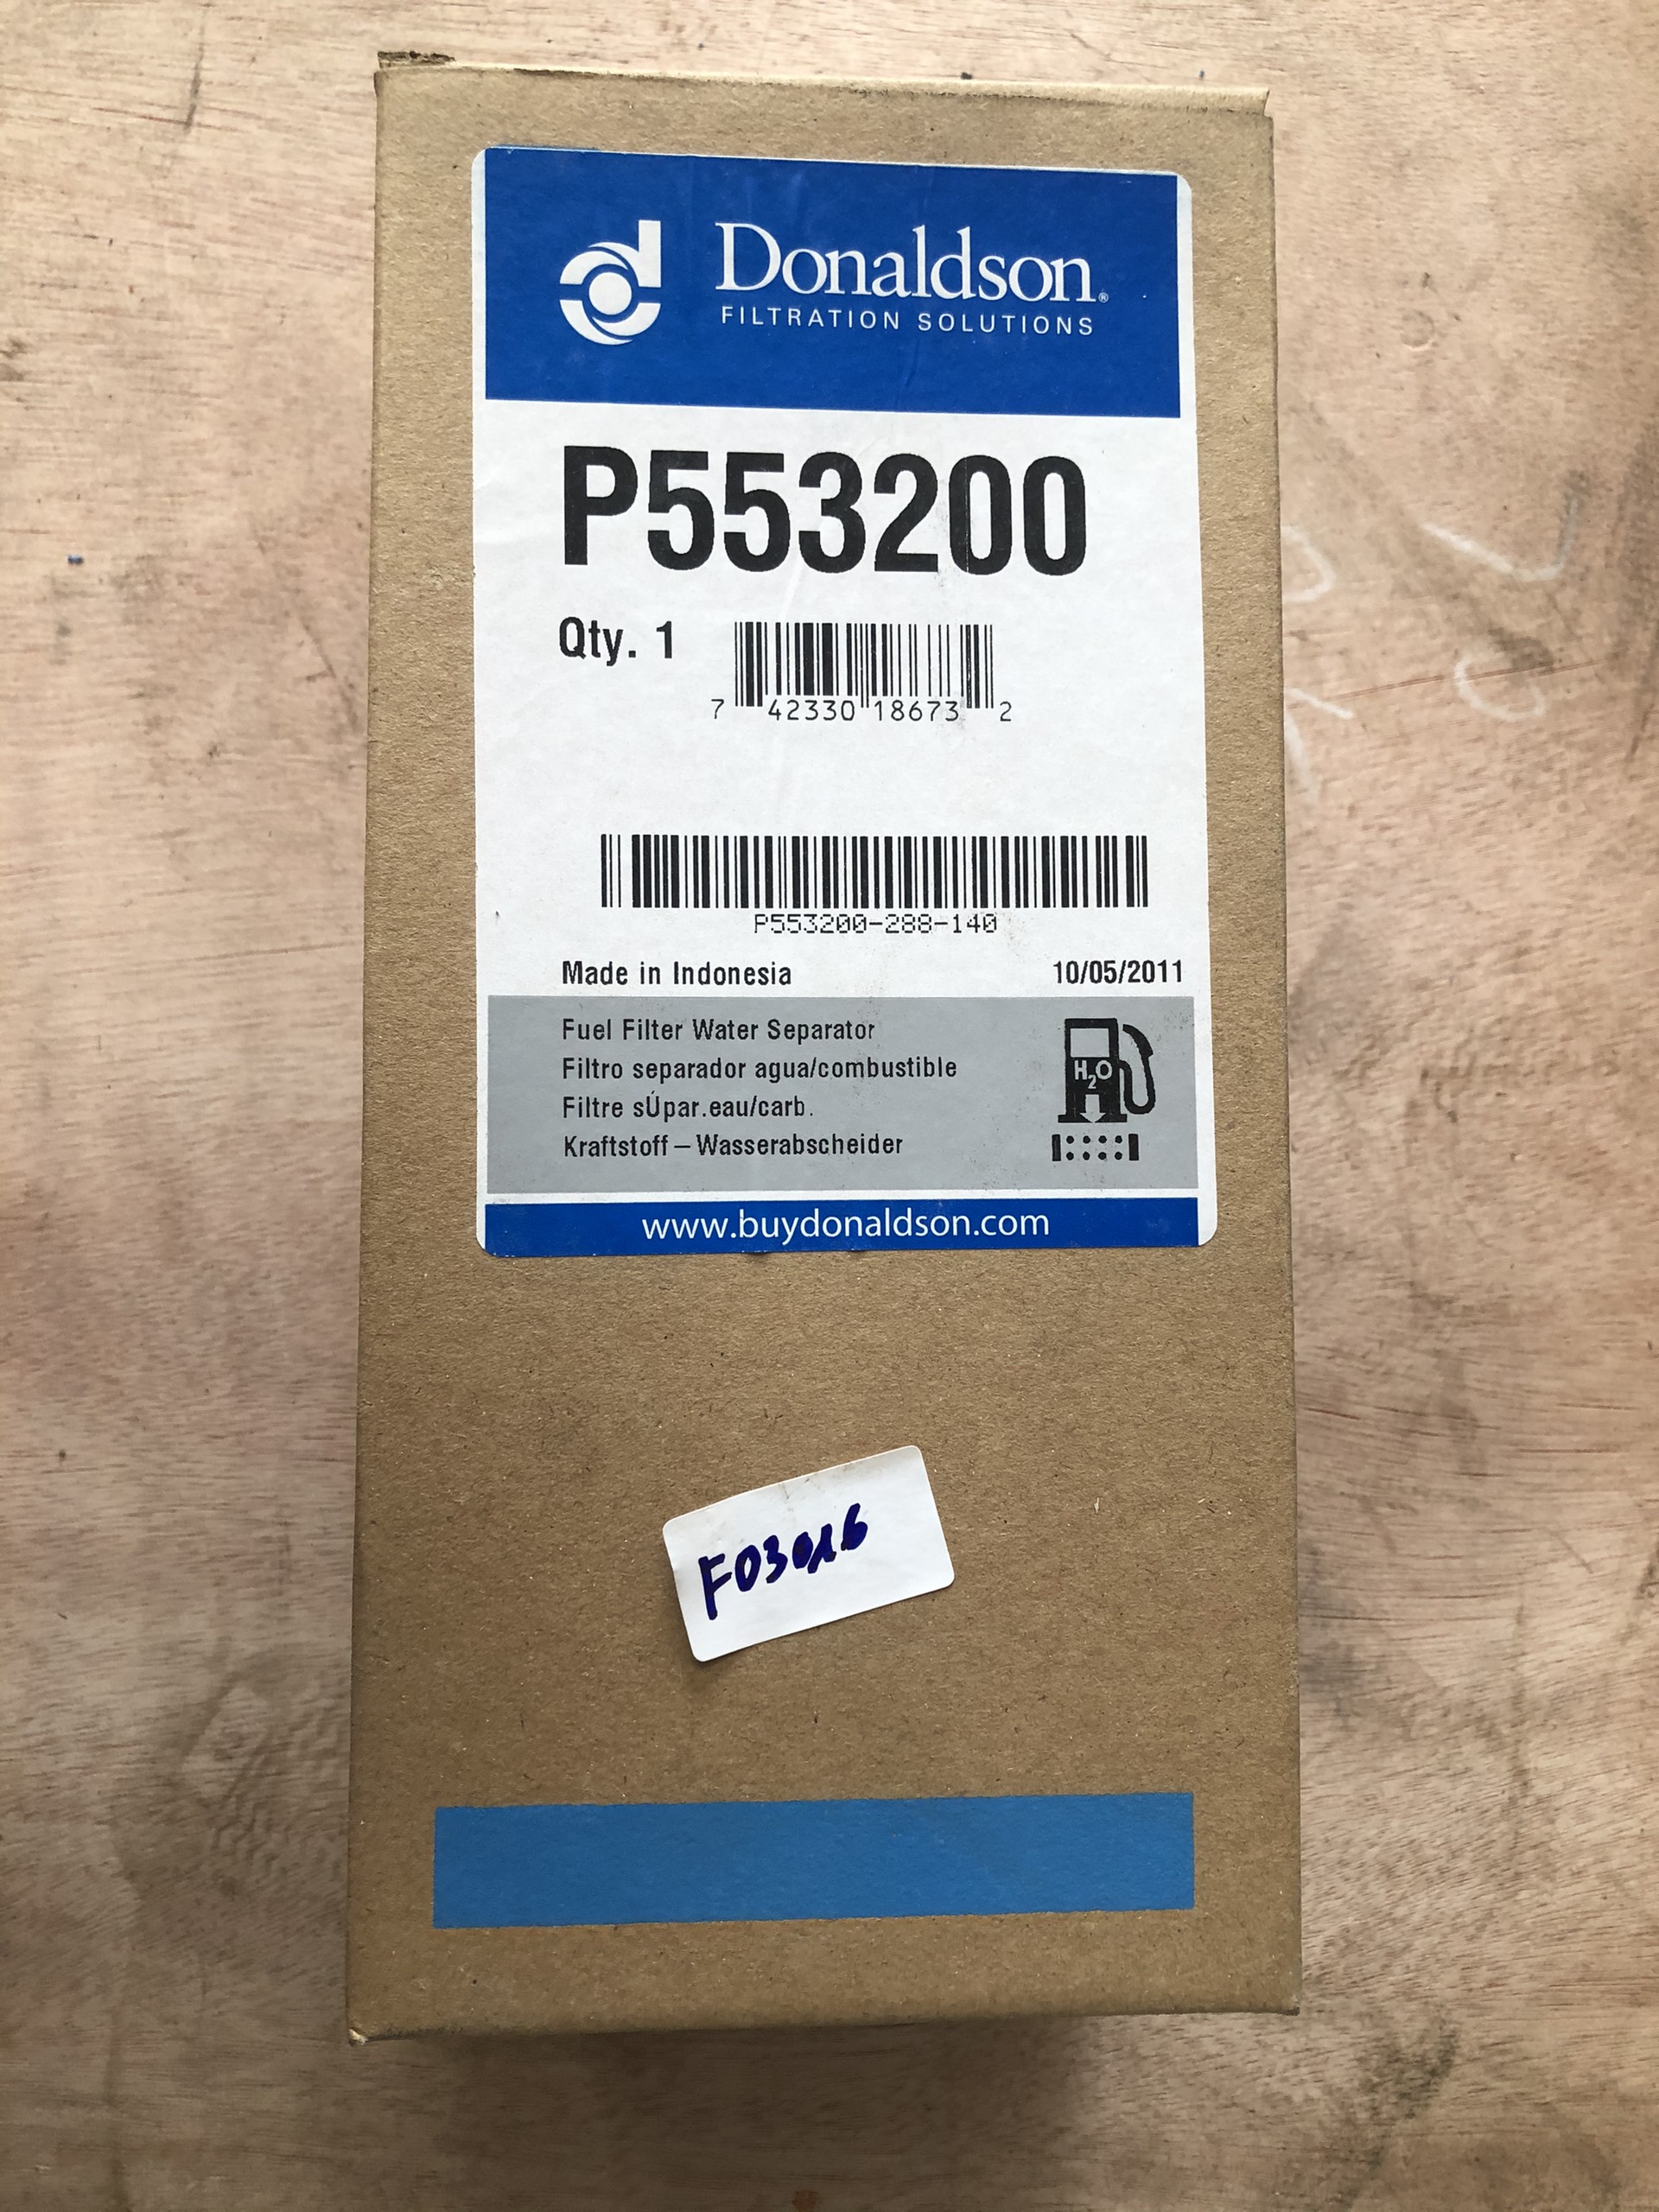 Donaldson®
FILTRATION SOLUTIONS
P553200
Qty. 1
7 42330 18673 2
P553200-288-140
Made in Indonesia 10/05/2011
Fuel Filter Water Separator
Filtro separador agua/combustible
Filtre sÚpar.eau/carb.
Kraftstoff – Wasserabscheider
H2O
www.buydonaldson.com